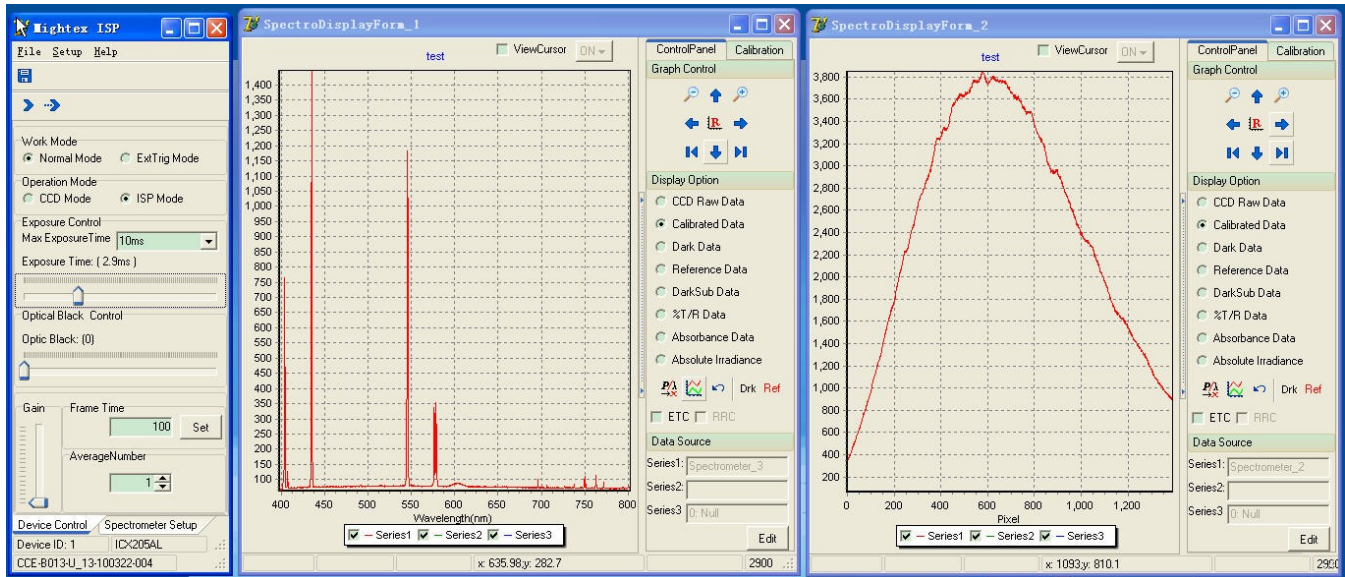 Mightex ISP
File Setup Help
Work Mode
Normal Mode ExtTrig Mode
Operation Mode
CCD Mode ISP Mode
Exposure Control
Max ExposureTime 10ms
Exposure Time: ( 2.9ms )
Optical Black Control
Optic Black: (0)
Gain Frame Time
100 Set
AverageNumber
1
Device Control Spectrometer Setup
Device ID: 1 ICX205AL
CCE-B013-U_13-100322-004
SpectroDisplayForm_1
test
ViewCursor ON
1,400
1,350
1,300
1,250
1,200
1,150
1,100
1,050
1,000
950
900
850
800
750
700
650
600
550
500
450
400
350
300
250
200
150
100
400 450 500 550 600 650 700 750 800
Wavelength(nm)
Series1 Series2 Series3
x: 635.98;y: 282.7
2900
ControlPanel Calibration
Graph Control
R
Display Option
CCD Raw Data
Calibrated Data
Dark Data
Reference Data
DarkSub Data
%T/R Data
Absorbance Data
Absolute Irradiance
P/λ Drk Ref
ETC RRC
Data Source
Series1: Spectrometer_3
Series2:
Series3 0: Null
Edit
SpectroDisplayForm_2
test
ViewCursor ON
3,800
3,600
3,400
3,200
3,000
2,800
2,600
2,400
2,200
2,000
1,800
1,600
1,400
1,200
1,000
800
600
400
200
0 200 400 600 800 1,000 1,200
Pixel
Series1 Series2 Series3
x: 1093;y: 810.1
ControlPanel Calibration
Graph Control
R
Display Option
CCD Raw Data
Calibrated Data
Dark Data
Reference Data
DarkSub Data
%T/R Data
Absorbance Data
Absolute Irradiance
P/λ Drk Ref
ETC RRC
Data Source
Series1: Spectrometer_2
Series2:
Series3 0: Null
Edit